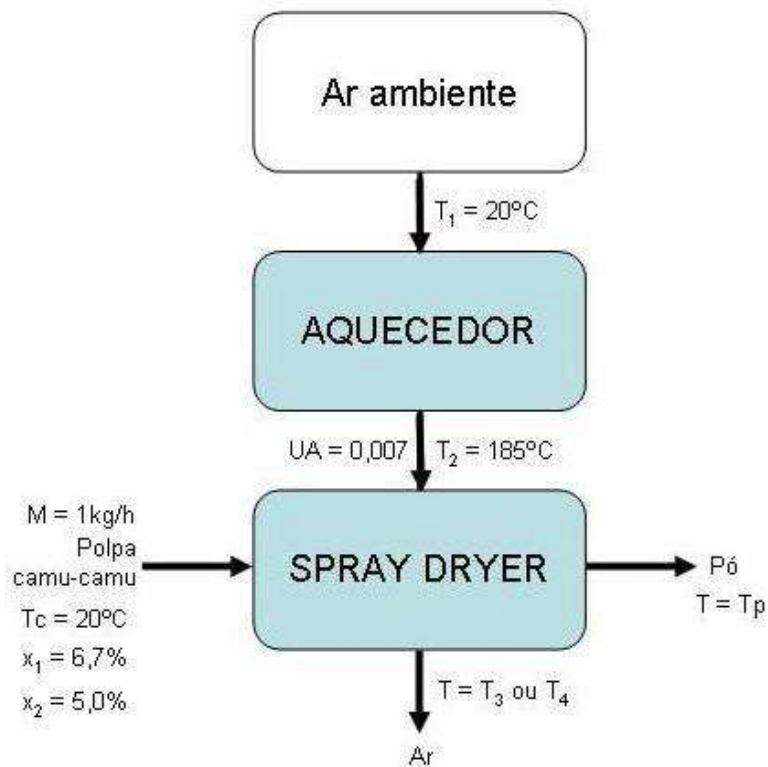 Ar ambiente
T₁ = 20ºC
AQUECEDOR
UA = 0,007 T₂ = 185ºC
M = 1kg/h
Polpa
camu-camu
Tc = 20ºC
x₁ = 6,7%
x₂ = 5,0%
SPRAY DRYER
Pó
T = Tp
T = T₃ ou T₄
Ar